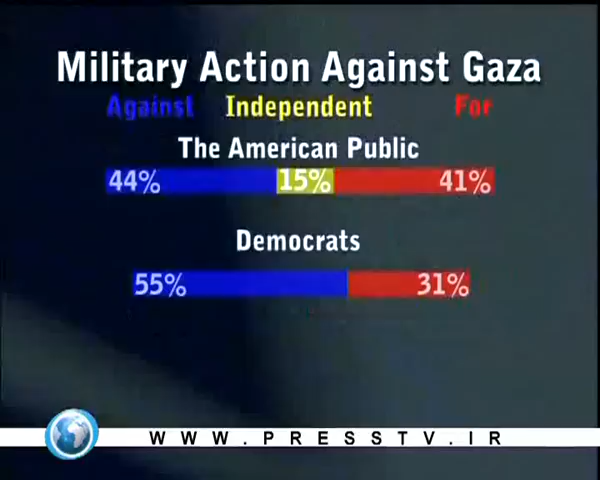 Military Action Against Gaza
Against Independent For
The American Public
44% 15% 41%
Democrats
55% 31%
WWW.PRESSTV.IR